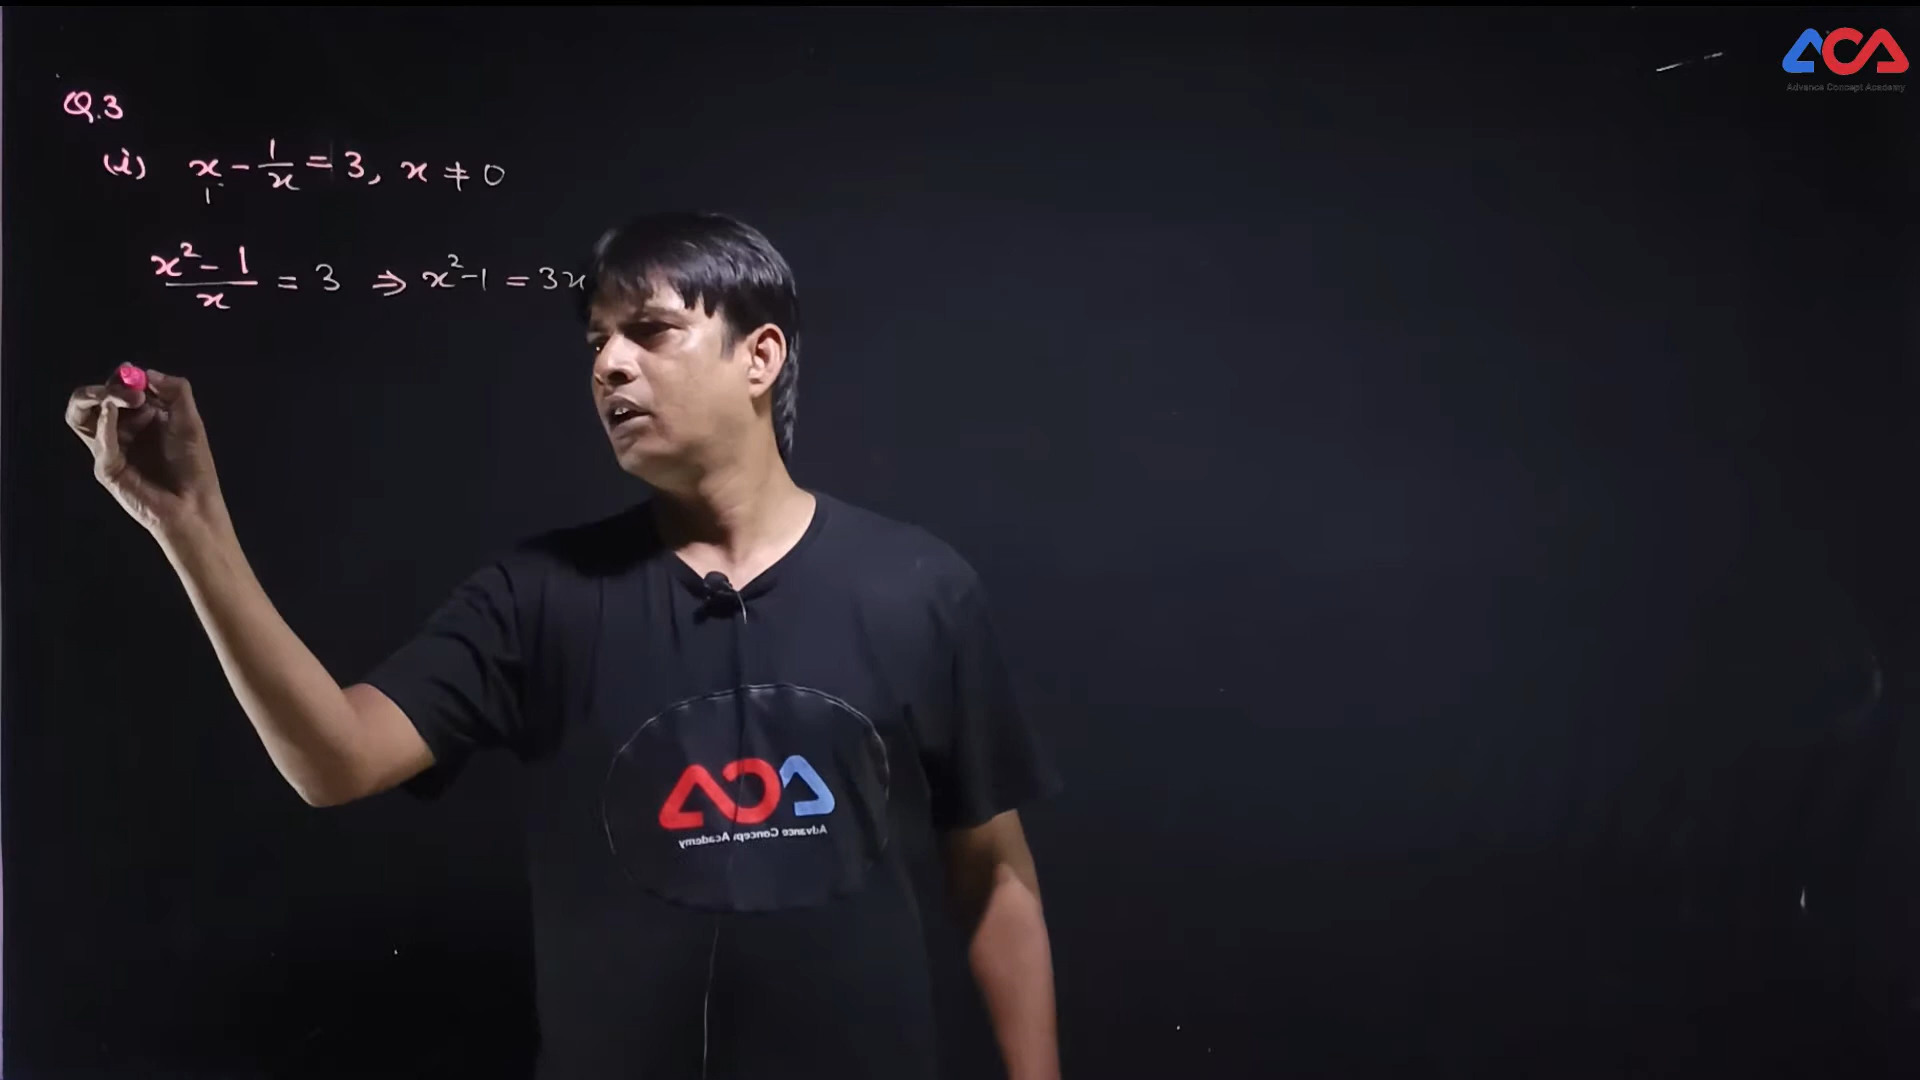 Q.3
(i) x - 1/x = 3, x ≠ 0
(x² - 1)/x = 3 ⇒ x² - 1 = 3x
ACA
Advance Concept Academy
ACA
Advance Concept Academy